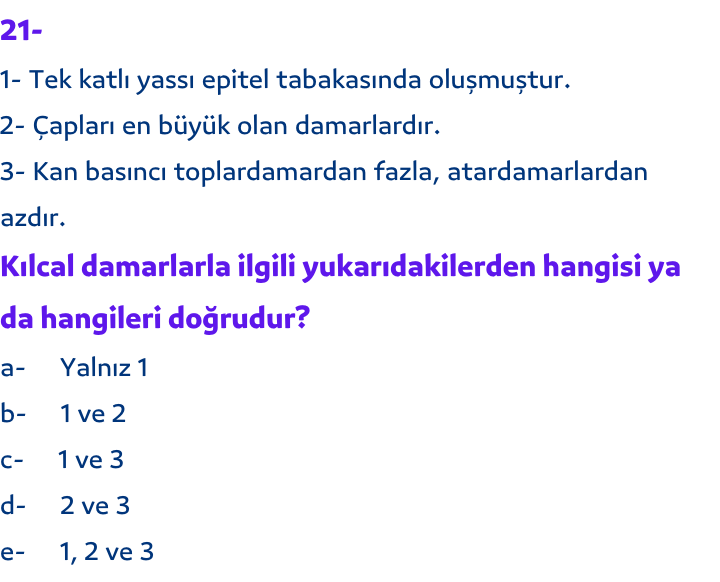 21-
1- Tek katlı yassı epitel tabakasında oluşmuştur.
2- Çapları en büyük olan damarlardır.
3- Kan basıncı toplardamardan fazla, atardamarlardan
azdır.
Kılcal damarlarla ilgili yukarıdakilerden hangisi ya
da hangileri doğrudur?
a- Yalnız 1
b- 1 ve 2
c- 1 ve 3
d- 2 ve 3
e- 1, 2 ve 3